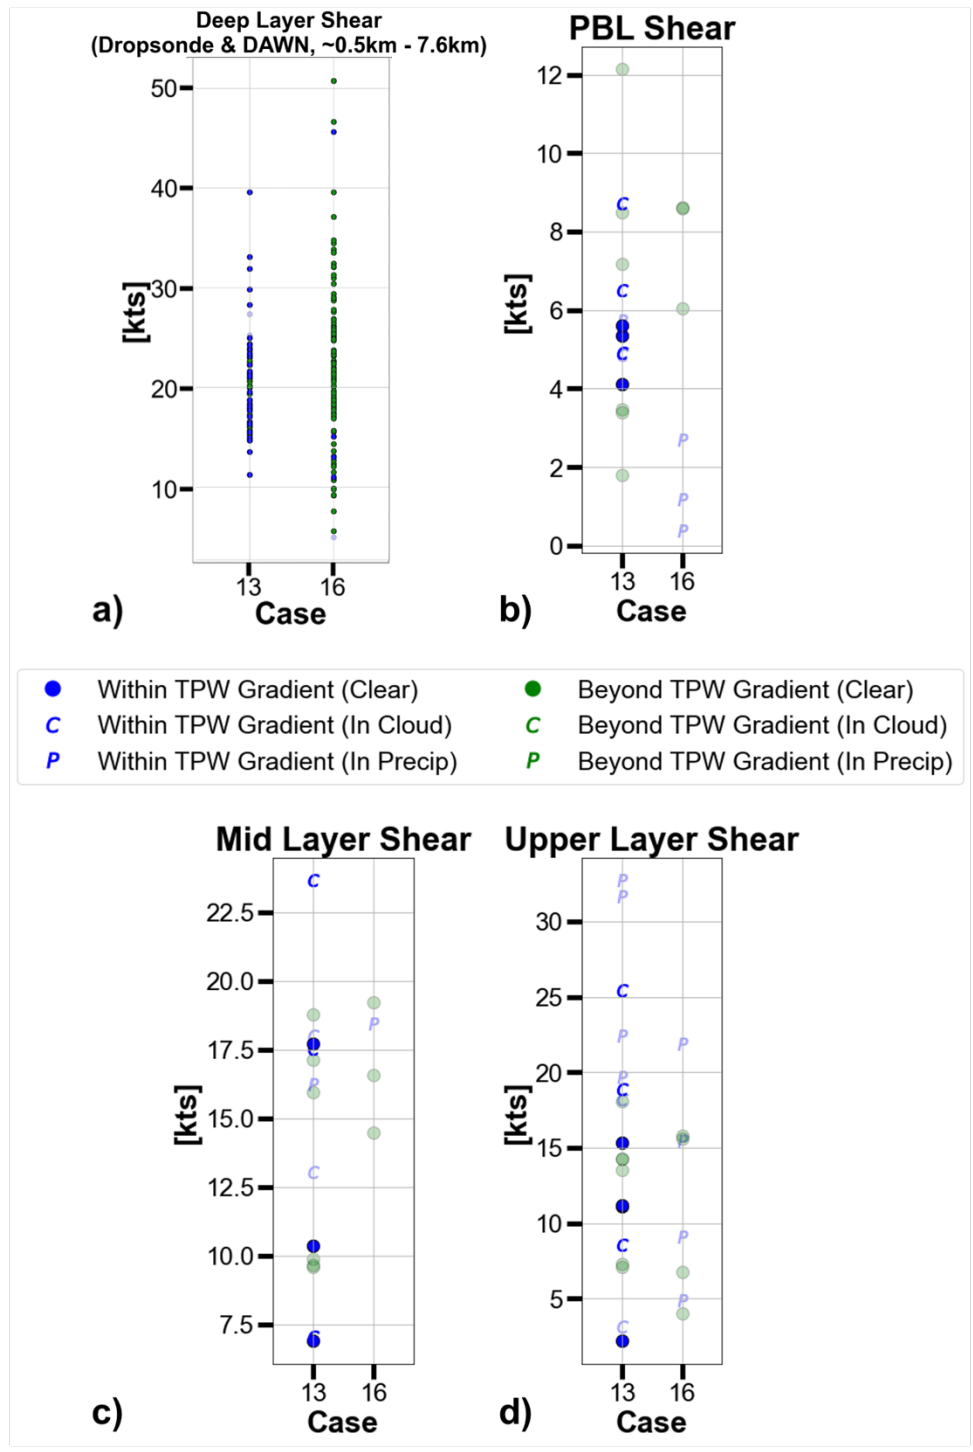 Deep Layer Shear
(Dropsonde & DAWN, ~0.5km - 7.6km)
50
40
30
20
10
[kts]
13 16
Case
a)
PBL Shear
12
10
8
6
4
2
0
[kts]
C
C
C
P
P
P
13 16
Case
b)
Within TPW Gradient (Clear)
C Within TPW Gradient (In Cloud)
P Within TPW Gradient (In Precip)
Beyond TPW Gradient (Clear)
C Beyond TPW Gradient (In Cloud)
P Beyond TPW Gradient (In Precip)
Mid Layer Shear
22.5
20.0
17.5
15.0
12.5
10.0
7.5
[kts]
C
P
C
C
P
C
C
13 16
Case
c)
Upper Layer Shear
30
25
20
15
10
5
[kts]
P
P
C
P
P
P
C
P
P
C
P
C
13 16
Case
d)